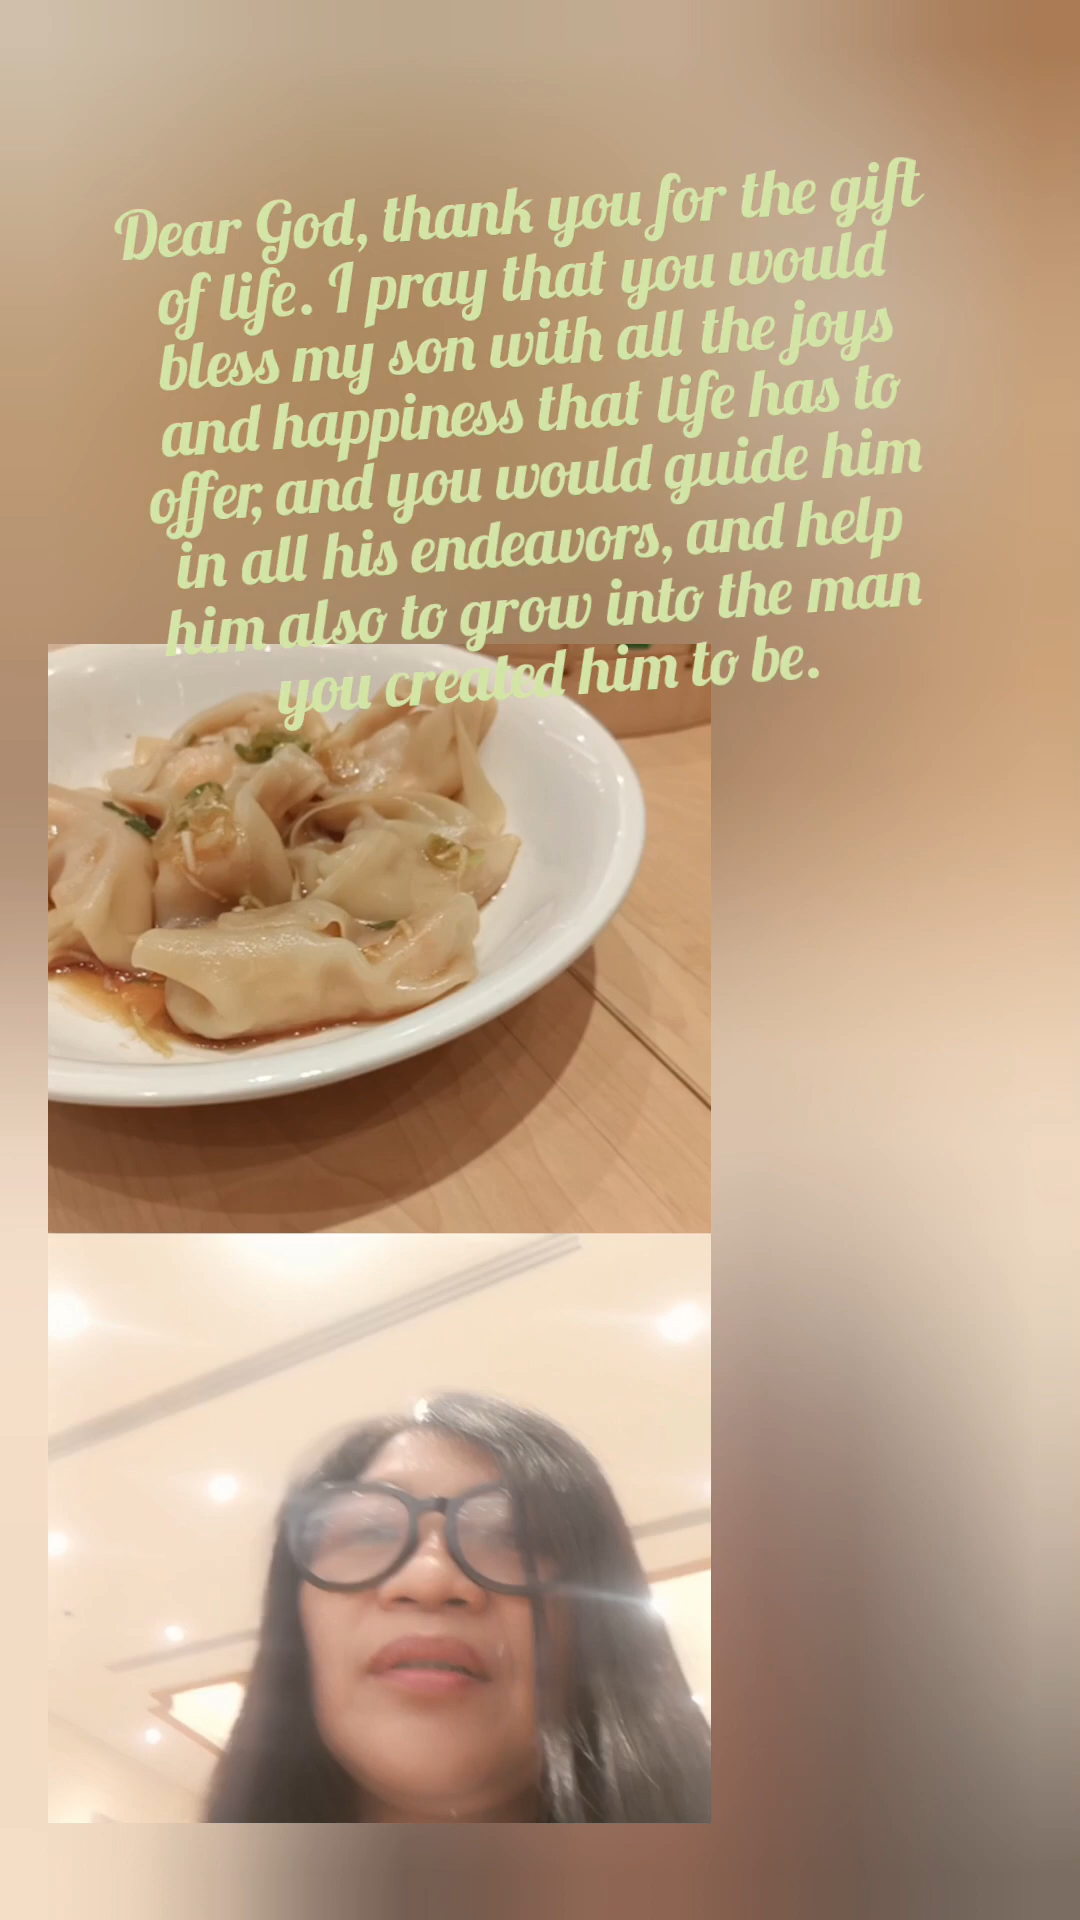 Dear God, thank you for the gift
of life. I pray that you would
bless my son with all the joys
and happiness that life has to
offer, and you would guide him
in all his endeavors, and help
him also to grow into the man
you created him to be.